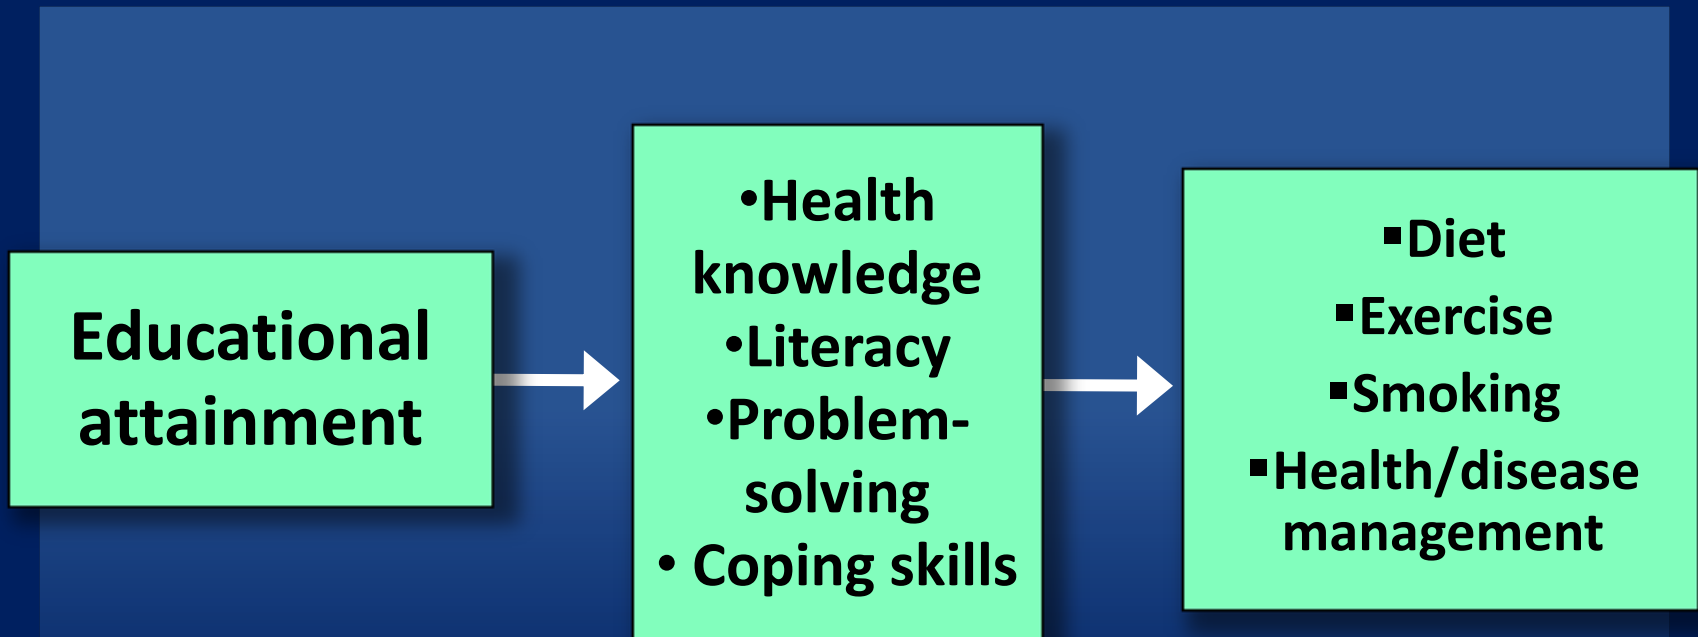 Educational
attainment
•Health
knowledge
•Literacy
•Problem-
solving
• Coping skills
▪Diet
▪Exercise
▪Smoking
▪Health/disease
management